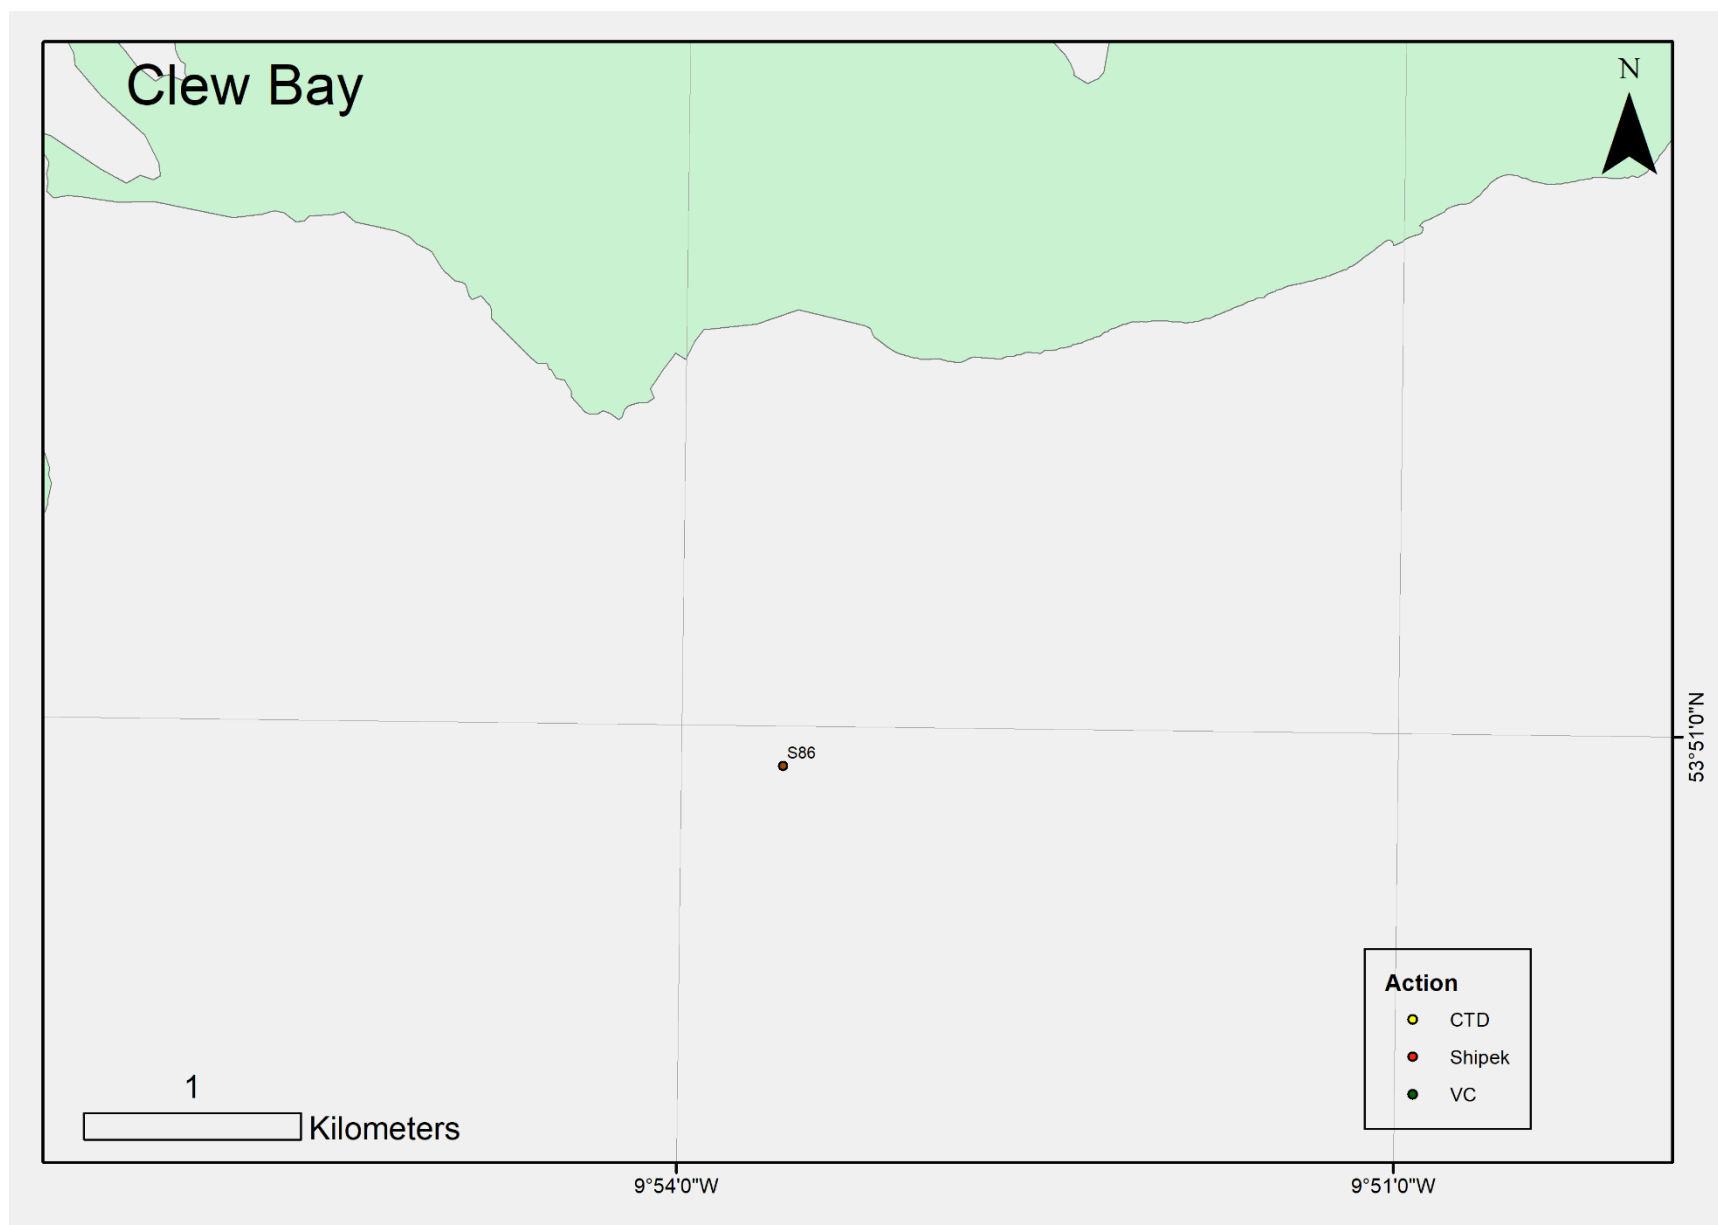 Clew Bay
N
S86
53°51'0"N
Action
CTD
Shipek
VC
1
Kilometers
9°54'0"W
9°51'0"W